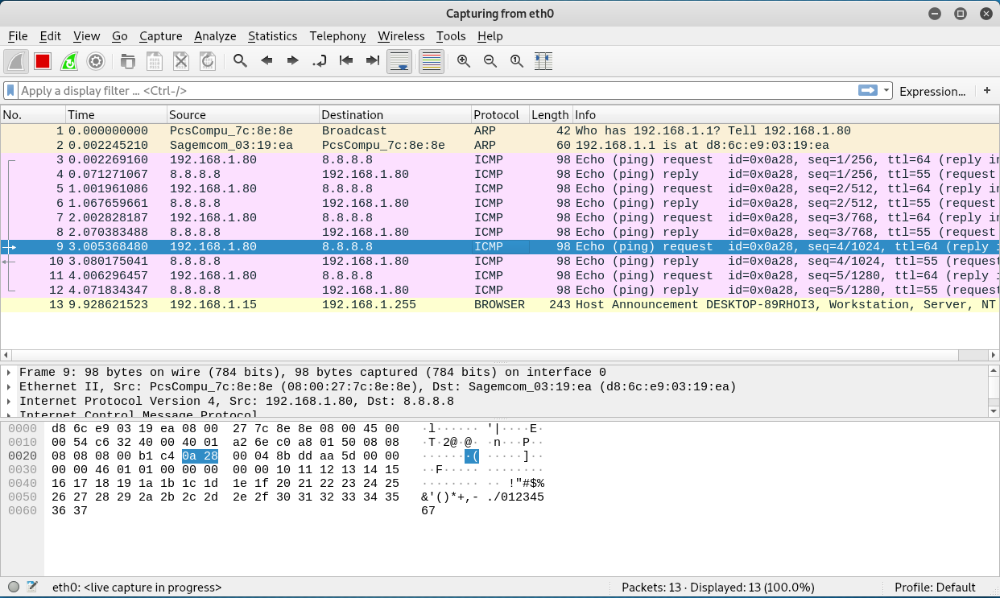 Capturing from eth0
File Edit View Go Capture Analyze Statistics Telephony Wireless Tools Help
Apply a display filter ... <Ctrl-/> Expression... +
No. Time Source Destination Protocol Length Info
1 0.000000000 PcsCompu_7c:8e:8e Broadcast ARP 42 Who has 192.168.1.1? Tell 192.168.1.80
2 0.002245210 Sagemcom_03:19:ea PcsCompu_7c:8e:8e ARP 60 192.168.1.1 is at d8:6c:e9:03:19:ea
3 0.002269160 192.168.1.80 8.8.8.8 ICMP 98 Echo (ping) request id=0x0a28, seq=1/256, ttl=64 (reply in
4 0.071271067 8.8.8.8 192.168.1.80 ICMP 98 Echo (ping) reply id=0x0a28, seq=1/256, ttl=55 (request
5 1.001961086 192.168.1.80 8.8.8.8 ICMP 98 Echo (ping) request id=0x0a28, seq=2/512, ttl=64 (reply in
6 1.067659661 8.8.8.8 192.168.1.80 ICMP 98 Echo (ping) reply id=0x0a28, seq=2/512, ttl=55 (request
7 2.002828187 192.168.1.80 8.8.8.8 ICMP 98 Echo (ping) request id=0x0a28, seq=3/768, ttl=64 (reply in
8 2.070383488 8.8.8.8 192.168.1.80 ICMP 98 Echo (ping) reply id=0x0a28, seq=3/768, ttl=55 (request
9 3.005368480 192.168.1.80 8.8.8.8 ICMP 98 Echo (ping) request id=0x0a28, seq=4/1024, ttl=64 (reply i
10 3.080175041 8.8.8.8 192.168.1.80 ICMP 98 Echo (ping) reply id=0x0a28, seq=4/1024, ttl=55 (request
11 4.006296457 192.168.1.80 8.8.8.8 ICMP 98 Echo (ping) request id=0x0a28, seq=5/1280, ttl=64 (reply i
12 4.071834347 8.8.8.8 192.168.1.80 ICMP 98 Echo (ping) reply id=0x0a28, seq=5/1280, ttl=55 (request
13 9.928621523 192.168.1.15 192.168.1.255 BROWSER 243 Host Announcement DESKTOP-89RHOI3, Workstation, Server, NT
Frame 9: 98 bytes on wire (784 bits), 98 bytes captured (784 bits) on interface 0
Ethernet II, Src: PcsCompu_7c:8e:8e (08:00:27:7c:8e:8e), Dst: Sagemcom_03:19:ea (d8:6c:e9:03:19:ea)
Internet Protocol Version 4, Src: 192.168.1.80, Dst: 8.8.8.8
Internet Control Message Protocol
0000 d8 6c e9 03 19 ea 08 00 27 7c 8e 8e 08 00 45 00 ·l······ '|····E·
0010 00 54 c6 32 40 00 40 01 a2 6e c0 a8 01 50 08 08 ·T·2@·@· ·n···P··
0020 08 08 08 00 b1 c4 0a 28 00 04 8b dd aa 5d 00 00 ·······( ·····]··
0030 00 00 46 01 01 00 00 00 00 00 10 11 12 13 14 15 ··F····· ········
0040 16 17 18 19 1a 1b 1c 1d 1e 1f 20 21 22 23 24 25 ········ ·· !"#$%
0050 26 27 28 29 2a 2b 2c 2d 2e 2f 30 31 32 33 34 35 &'()*+,- ./012345
0060 36 37 67
eth0: <live capture in progress> Packets: 13 · Displayed: 13 (100.0%) Profile: Default